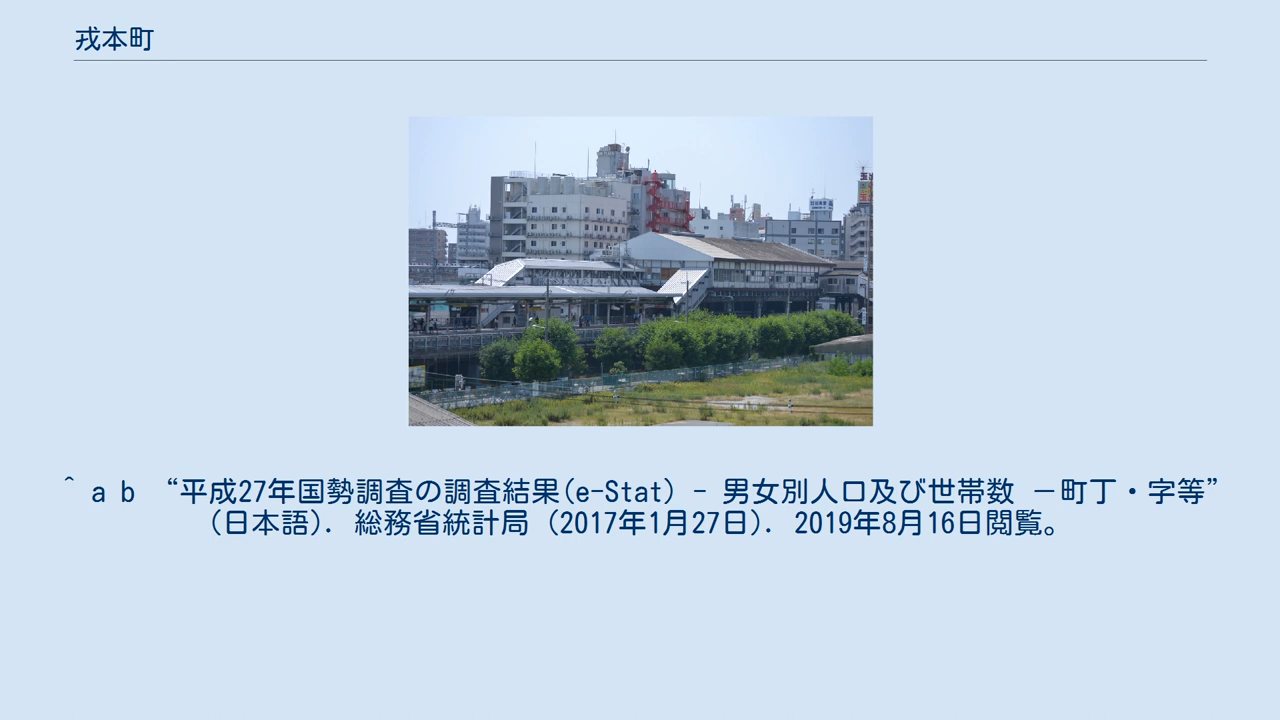 戎本町
^ a b “平成27年国勢調査の調査結果(e-Stat) - 男女別人口及び世帯数 －町丁・字等”
(日本語). 総務省統計局 (2017年1月27日). 2019年8月16日閲覧。